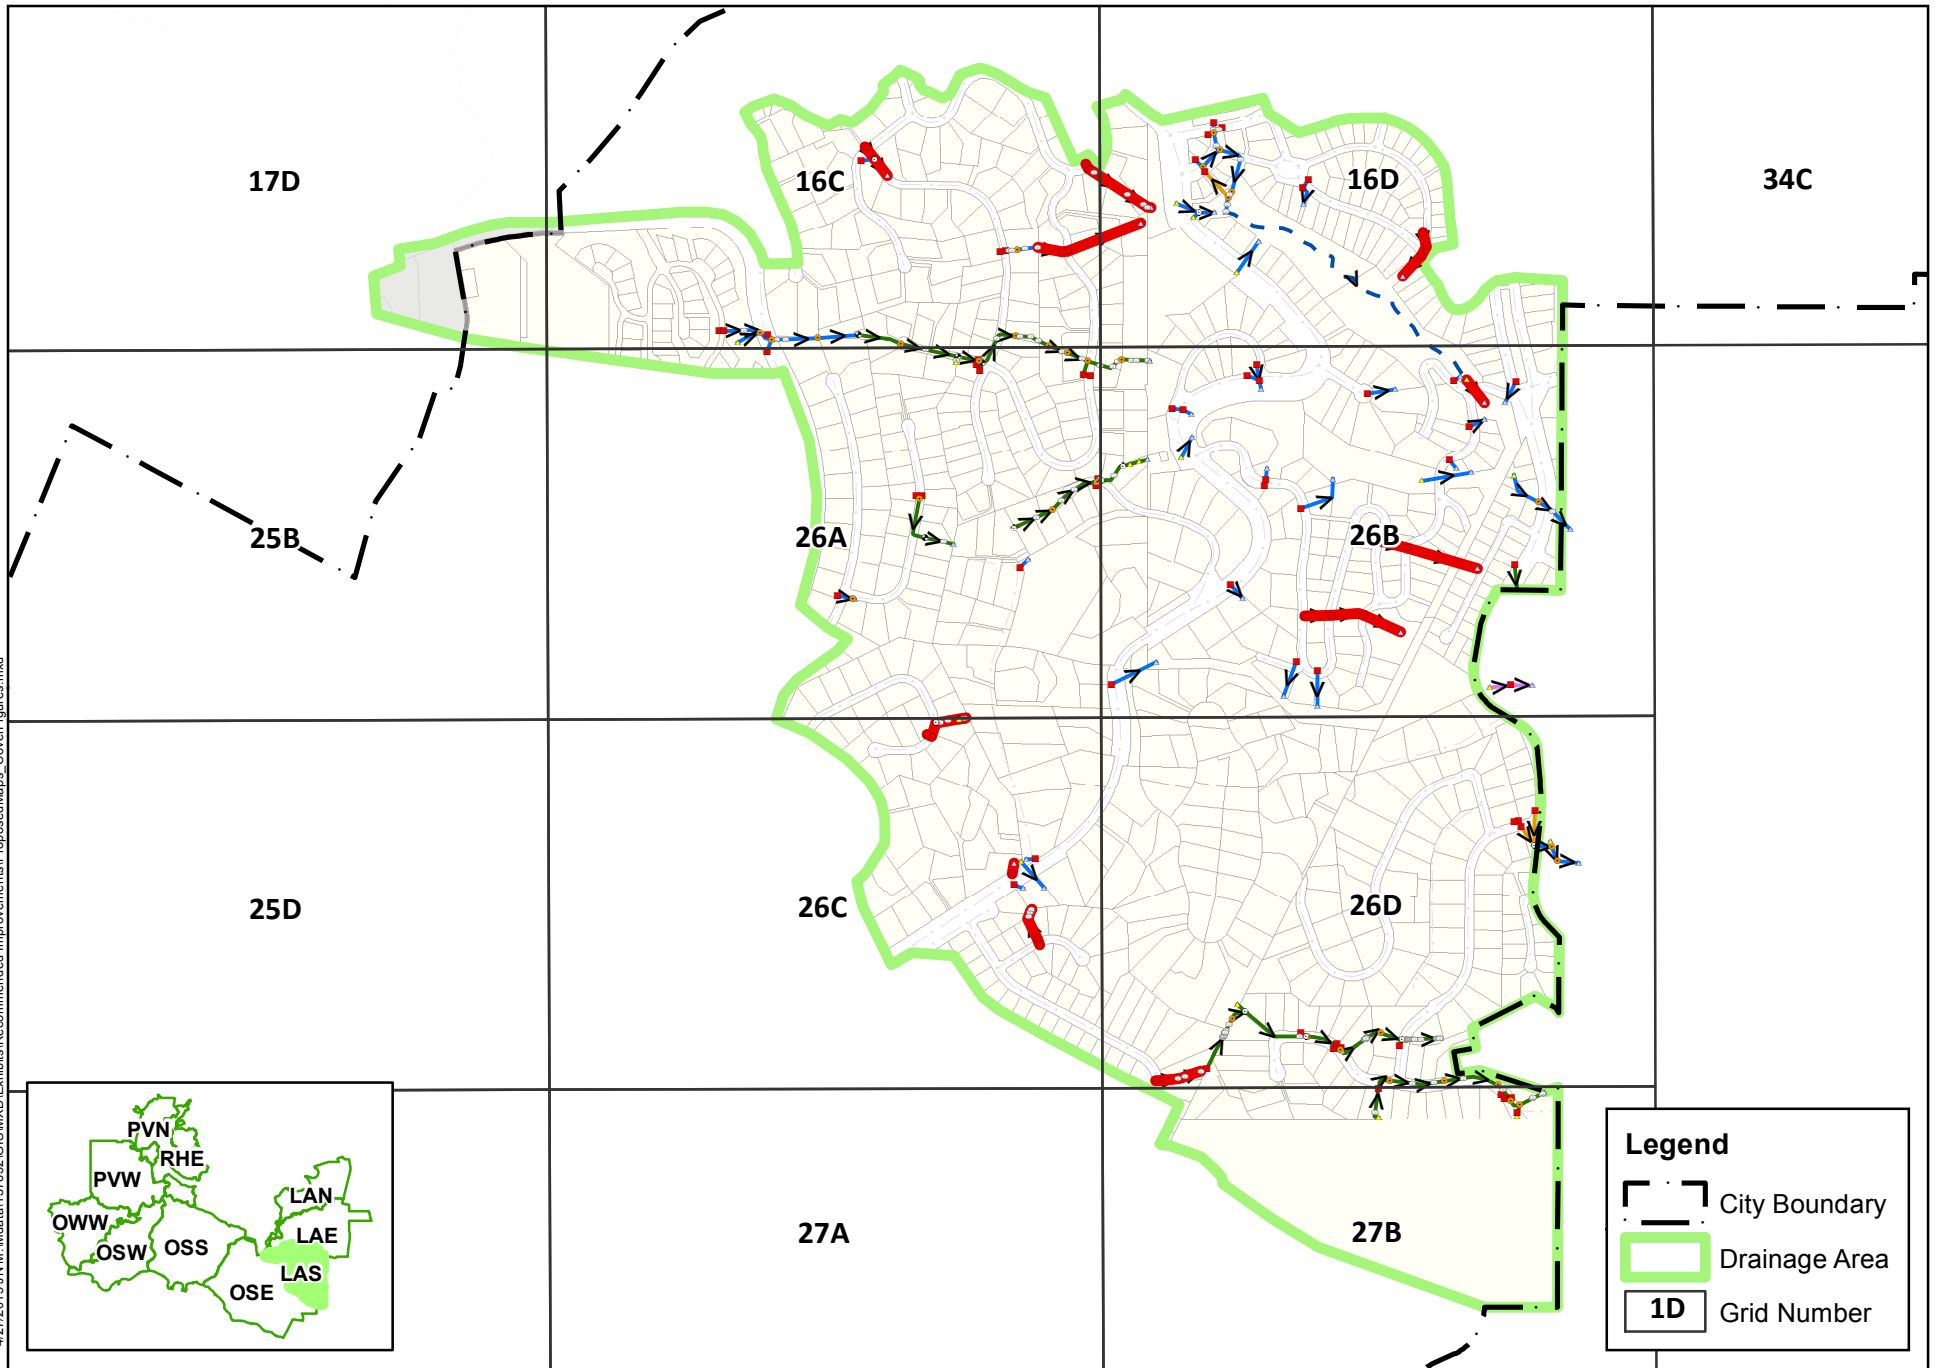 17D
16C
16D
34C
25B
26A
26B
25D
26C
26D
27A
27B
PVN
RHE
PVW
LAN
OWW
LAE
OSW
OSS
LAS
OSE
Legend
City Boundary
Drainage Area
1D
Grid Number